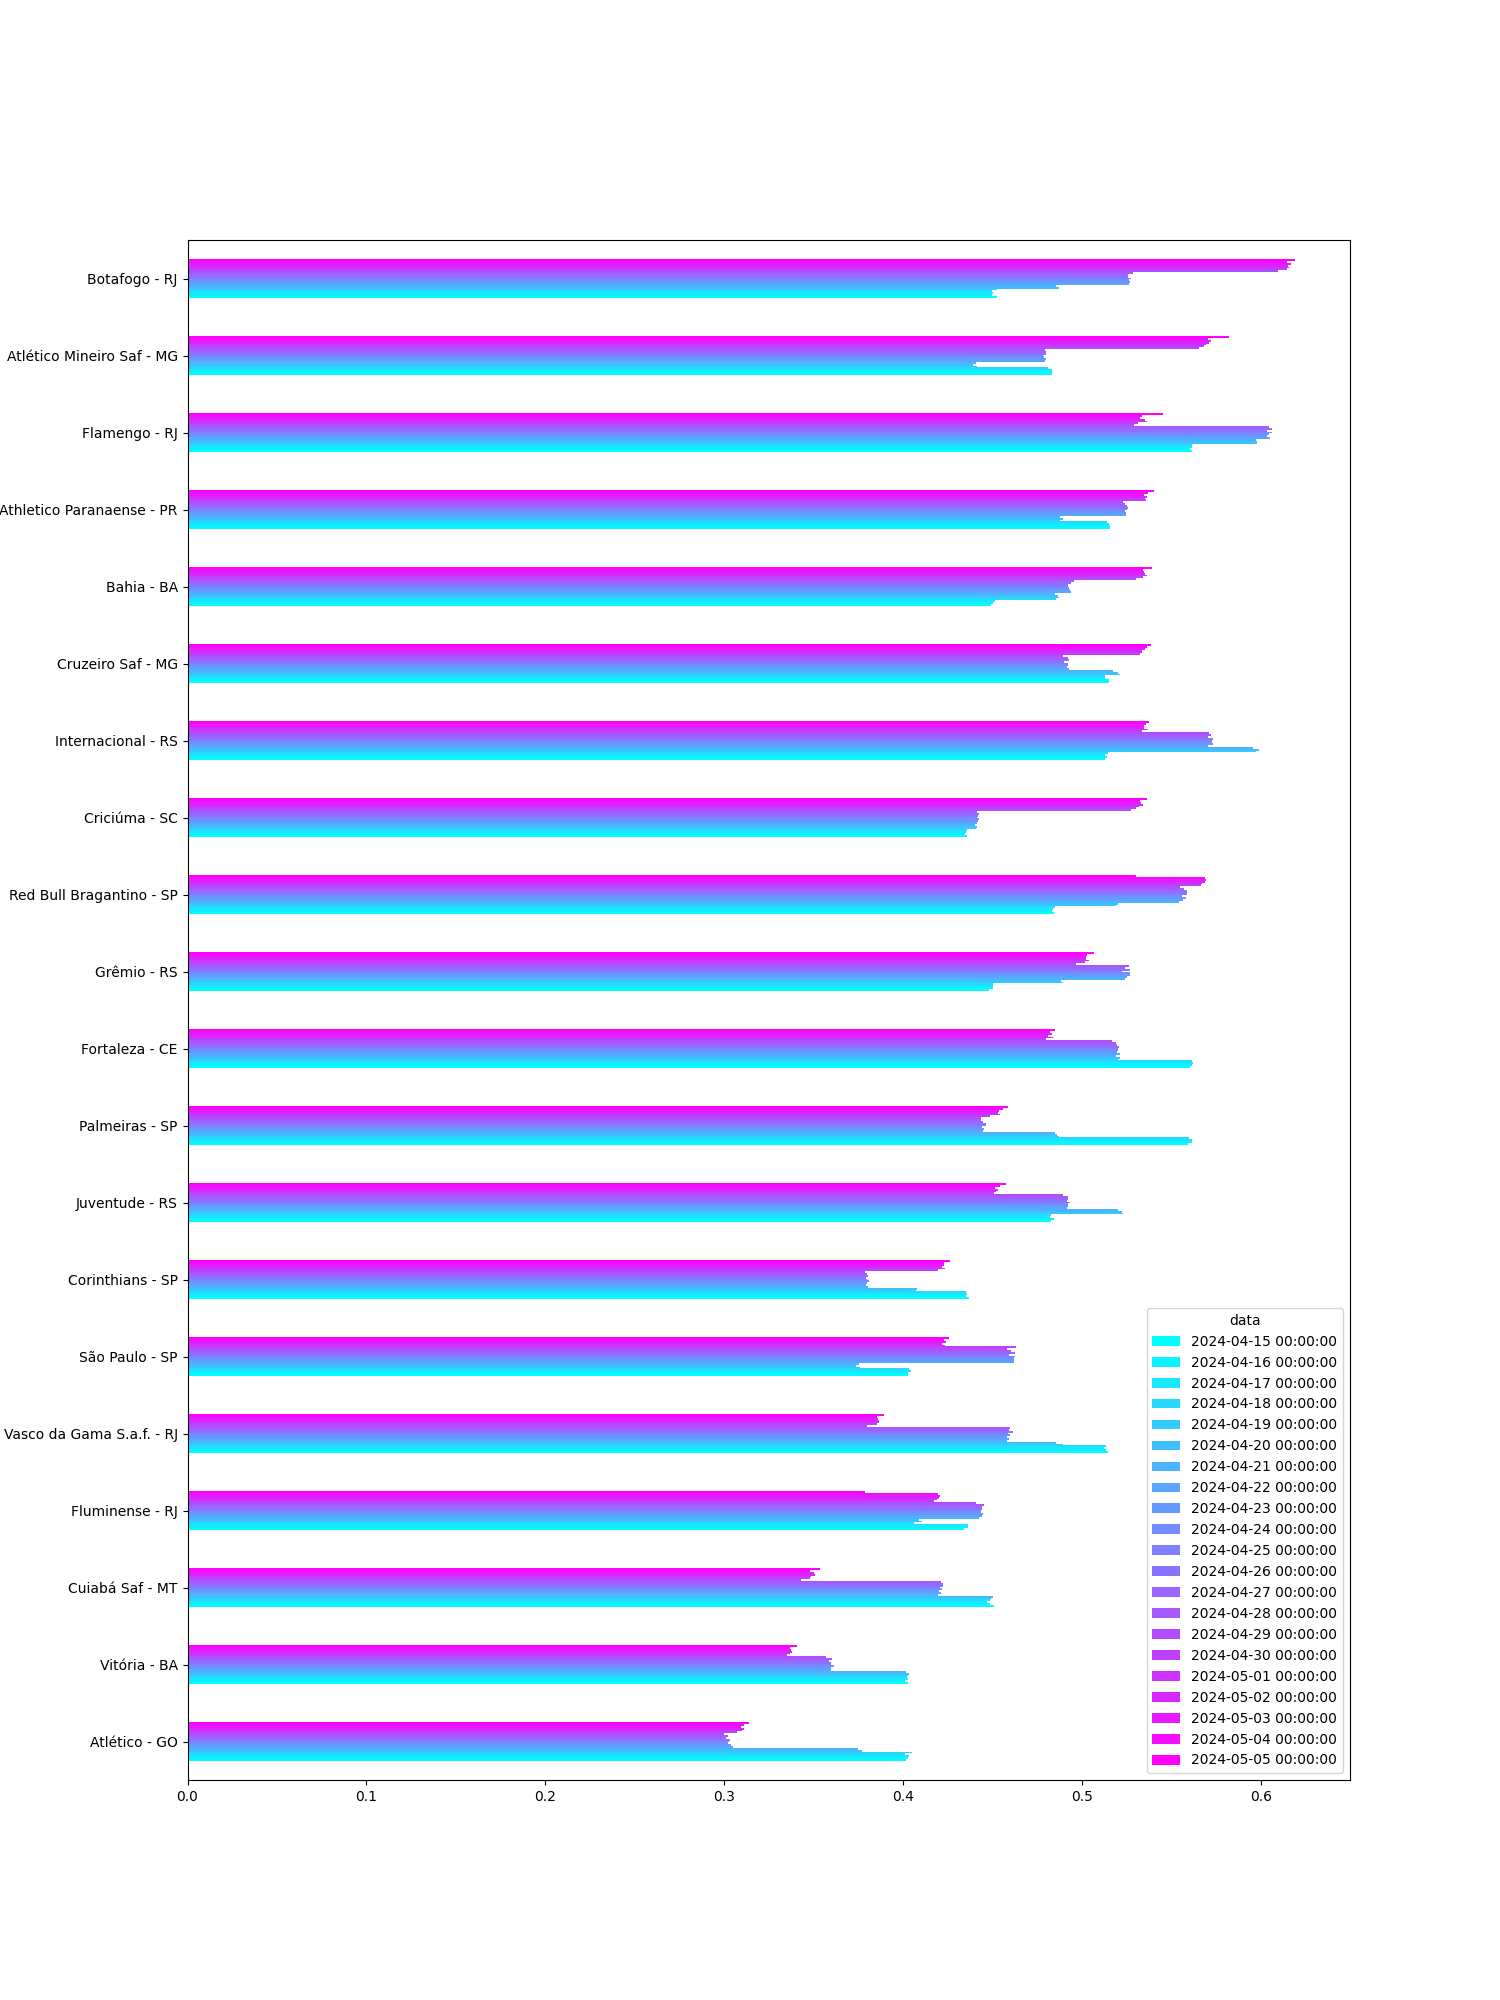 Botafogo - RJ
Atlético Mineiro Saf - MG
Flamengo - RJ
Athletico Paranaense - PR
Bahia - BA
Cruzeiro Saf - MG
Internacional - RS
Criciúma - SC
Red Bull Bragantino - SP
Grêmio - RS
Fortaleza - CE
Palmeiras - SP
Juventude - RS
Corinthians - SP
São Paulo - SP
Vasco da Gama S.a.f. - RJ
Fluminense - RJ
Cuiabá Saf - MT
Vitória - BA
Atlético - GO
data
2024-04-15 00:00:00
2024-04-16 00:00:00
2024-04-17 00:00:00
2024-04-18 00:00:00
2024-04-19 00:00:00
2024-04-20 00:00:00
2024-04-21 00:00:00
2024-04-22 00:00:00
2024-04-23 00:00:00
2024-04-24 00:00:00
2024-04-25 00:00:00
2024-04-26 00:00:00
2024-04-27 00:00:00
2024-04-28 00:00:00
2024-04-29 00:00:00
2024-04-30 00:00:00
2024-05-01 00:00:00
2024-05-02 00:00:00
2024-05-03 00:00:00
2024-05-04 00:00:00
2024-05-05 00:00:00
0.0 0.1 0.2 0.3 0.4 0.5 0.6